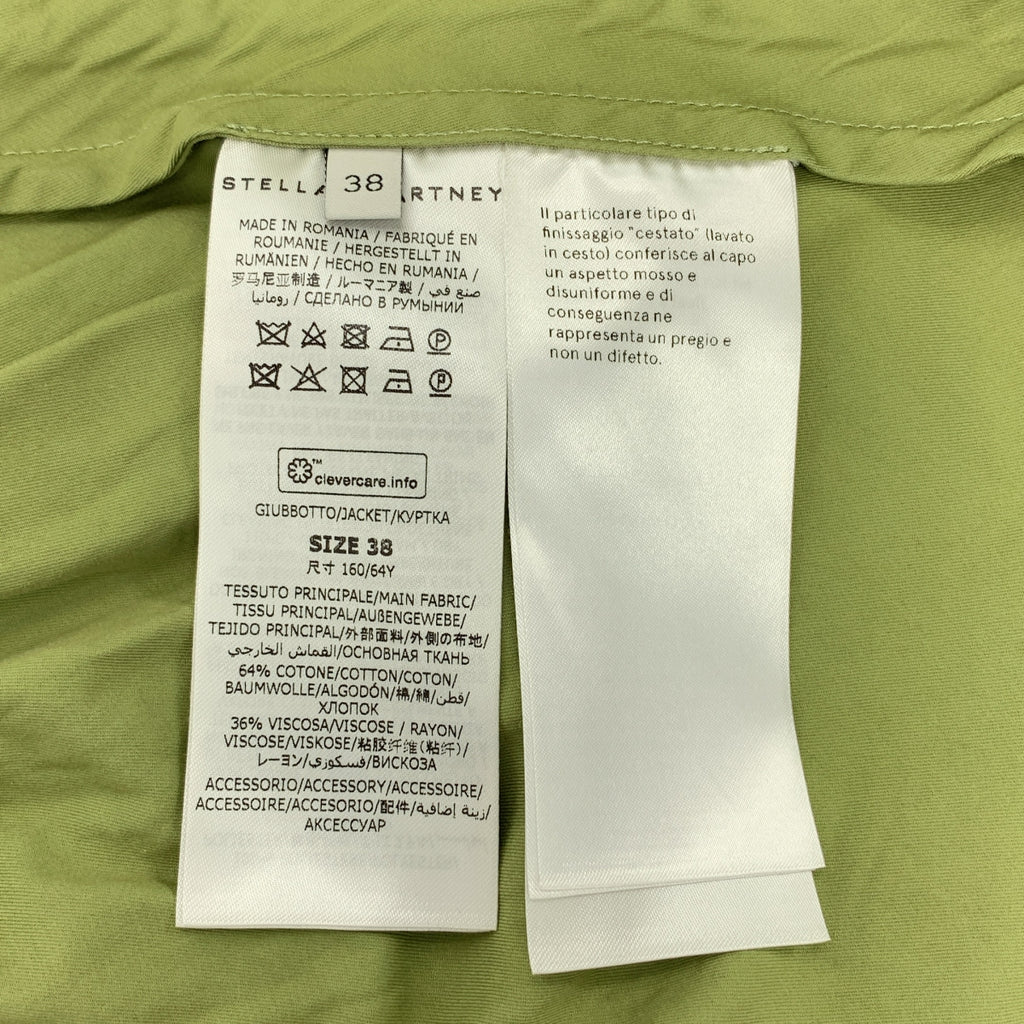 STELLA
ARTNEY
38
MADE IN ROMANIA / FABRIQUÉ EN
ROUMANIE / HERGESTELLT IN
RUMÄNIEN / HECHO EN RUMANIA /
罗马尼亚制造 / ルーマニア製 / صنع في
رومانيا / СДЕЛАНО В РУМЫНИИ
P
P
™
clevercare.info
GIUBBOTTO/JACKET/КУРТКА
SIZE 38
尺寸 160/64Y
TESSUTO PRINCIPALE/MAIN FABRIC/
TISSU PRINCIPAL/AUßENGEWEBE/
TEJIDO PRINCIPAL/外部面料/外側の布地/
القماش الخارجي/ОСНОВНАЯ ТКАНЬ
64% COTONE/COTTON/COTON/
BAUMWOLLE/ALGODÓN/棉/綿/قطن/
ХЛОПОК
36% VISCOSA/VISCOSE / RAYON/
VISCOSE/VISKOSE/粘胶纤维(粘纤)/
レーヨン/فسكوزي/ВИСКОЗА
ACCESSORIO/ACCESSORY/ACCESSOIRE/
ACCESSOIRE/ACCESORIO/配件/زينة إضافية/
АКСЕССУАР
Il particolare tipo di
finissaggio "cestato" (lavato
in cesto) conferisce al capo
un aspetto mosso e
disuniforme e di
conseguenza ne
rappresenta un pregio e
non un difetto.